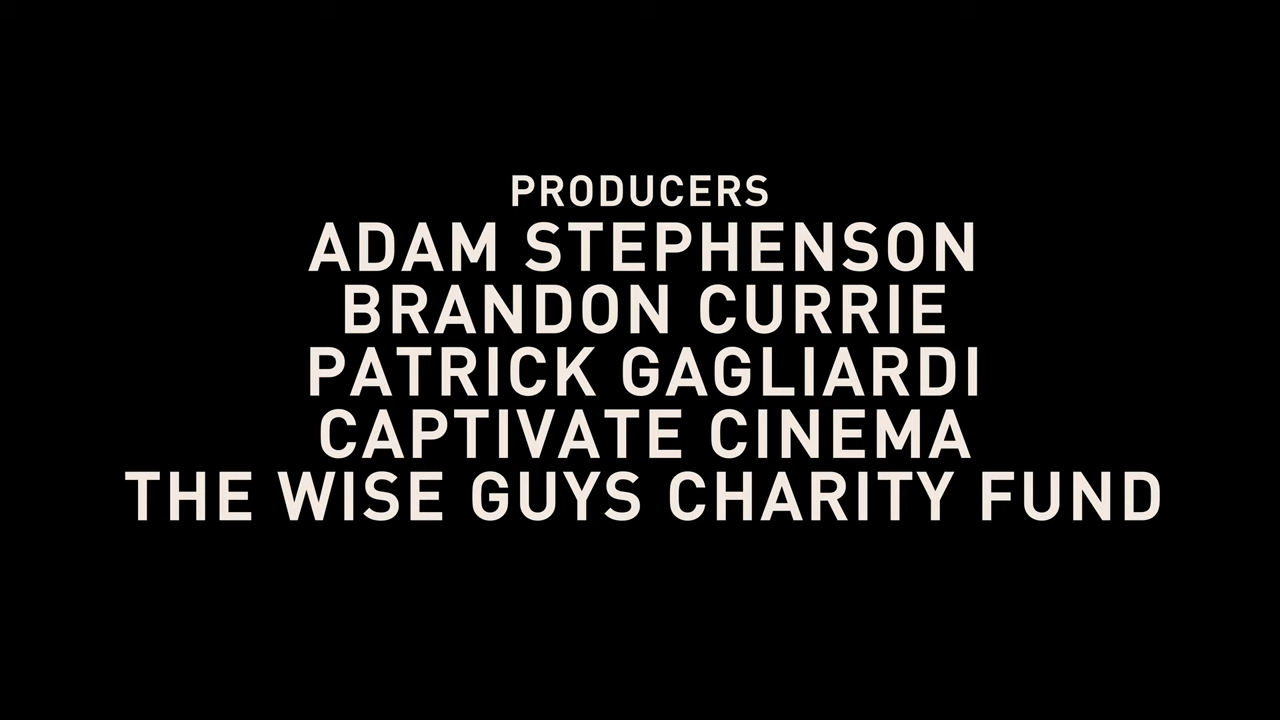 PRODUCERS
ADAM STEPHENSON
BRANDON CURRIE
PATRICK GAGLIARDI
CAPTIVATE CINEMA
THE WISE GUYS CHARITY FUND